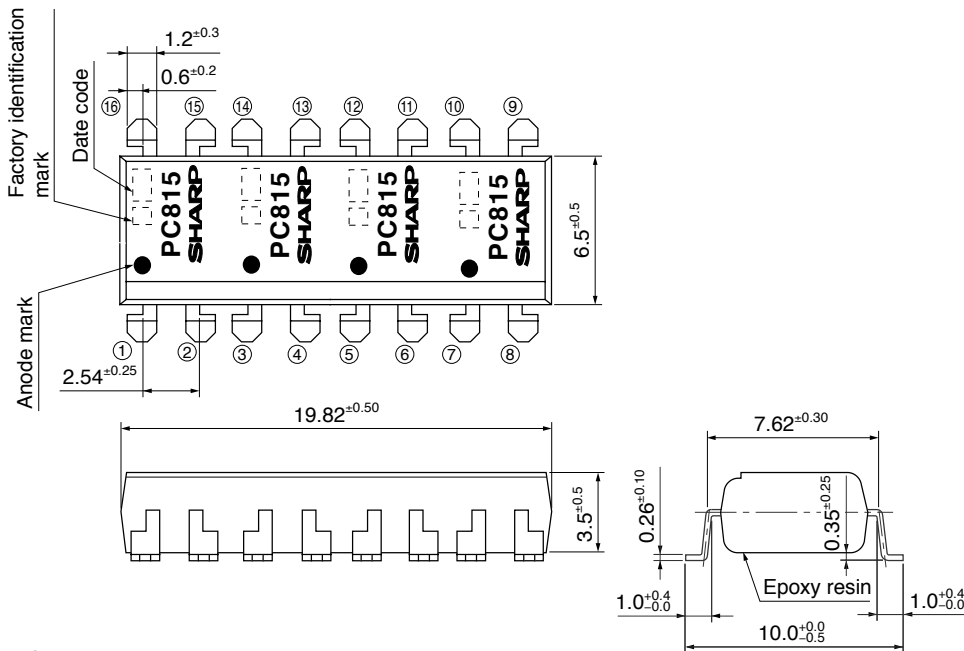 Factory identification
mark
Date code
1.2±0.3
0.6±0.2
⑯ ⑮ ⑭ ⑬ ⑫ ⑪ ⑩ ⑨
PC815
SHARP
PC815
SHARP
PC815
SHARP
PC815
SHARP
6.5±0.5
Anode mark
① ② ③ ④ ⑤ ⑥ ⑦ ⑧
2.54±0.25
19.82±0.50
3.5±0.5
7.62±0.30
0.26±0.10
0.35±0.25
Epoxy resin
1.0+0.4−0.0
1.0+0.4−0.0
10.0+0.0−0.5